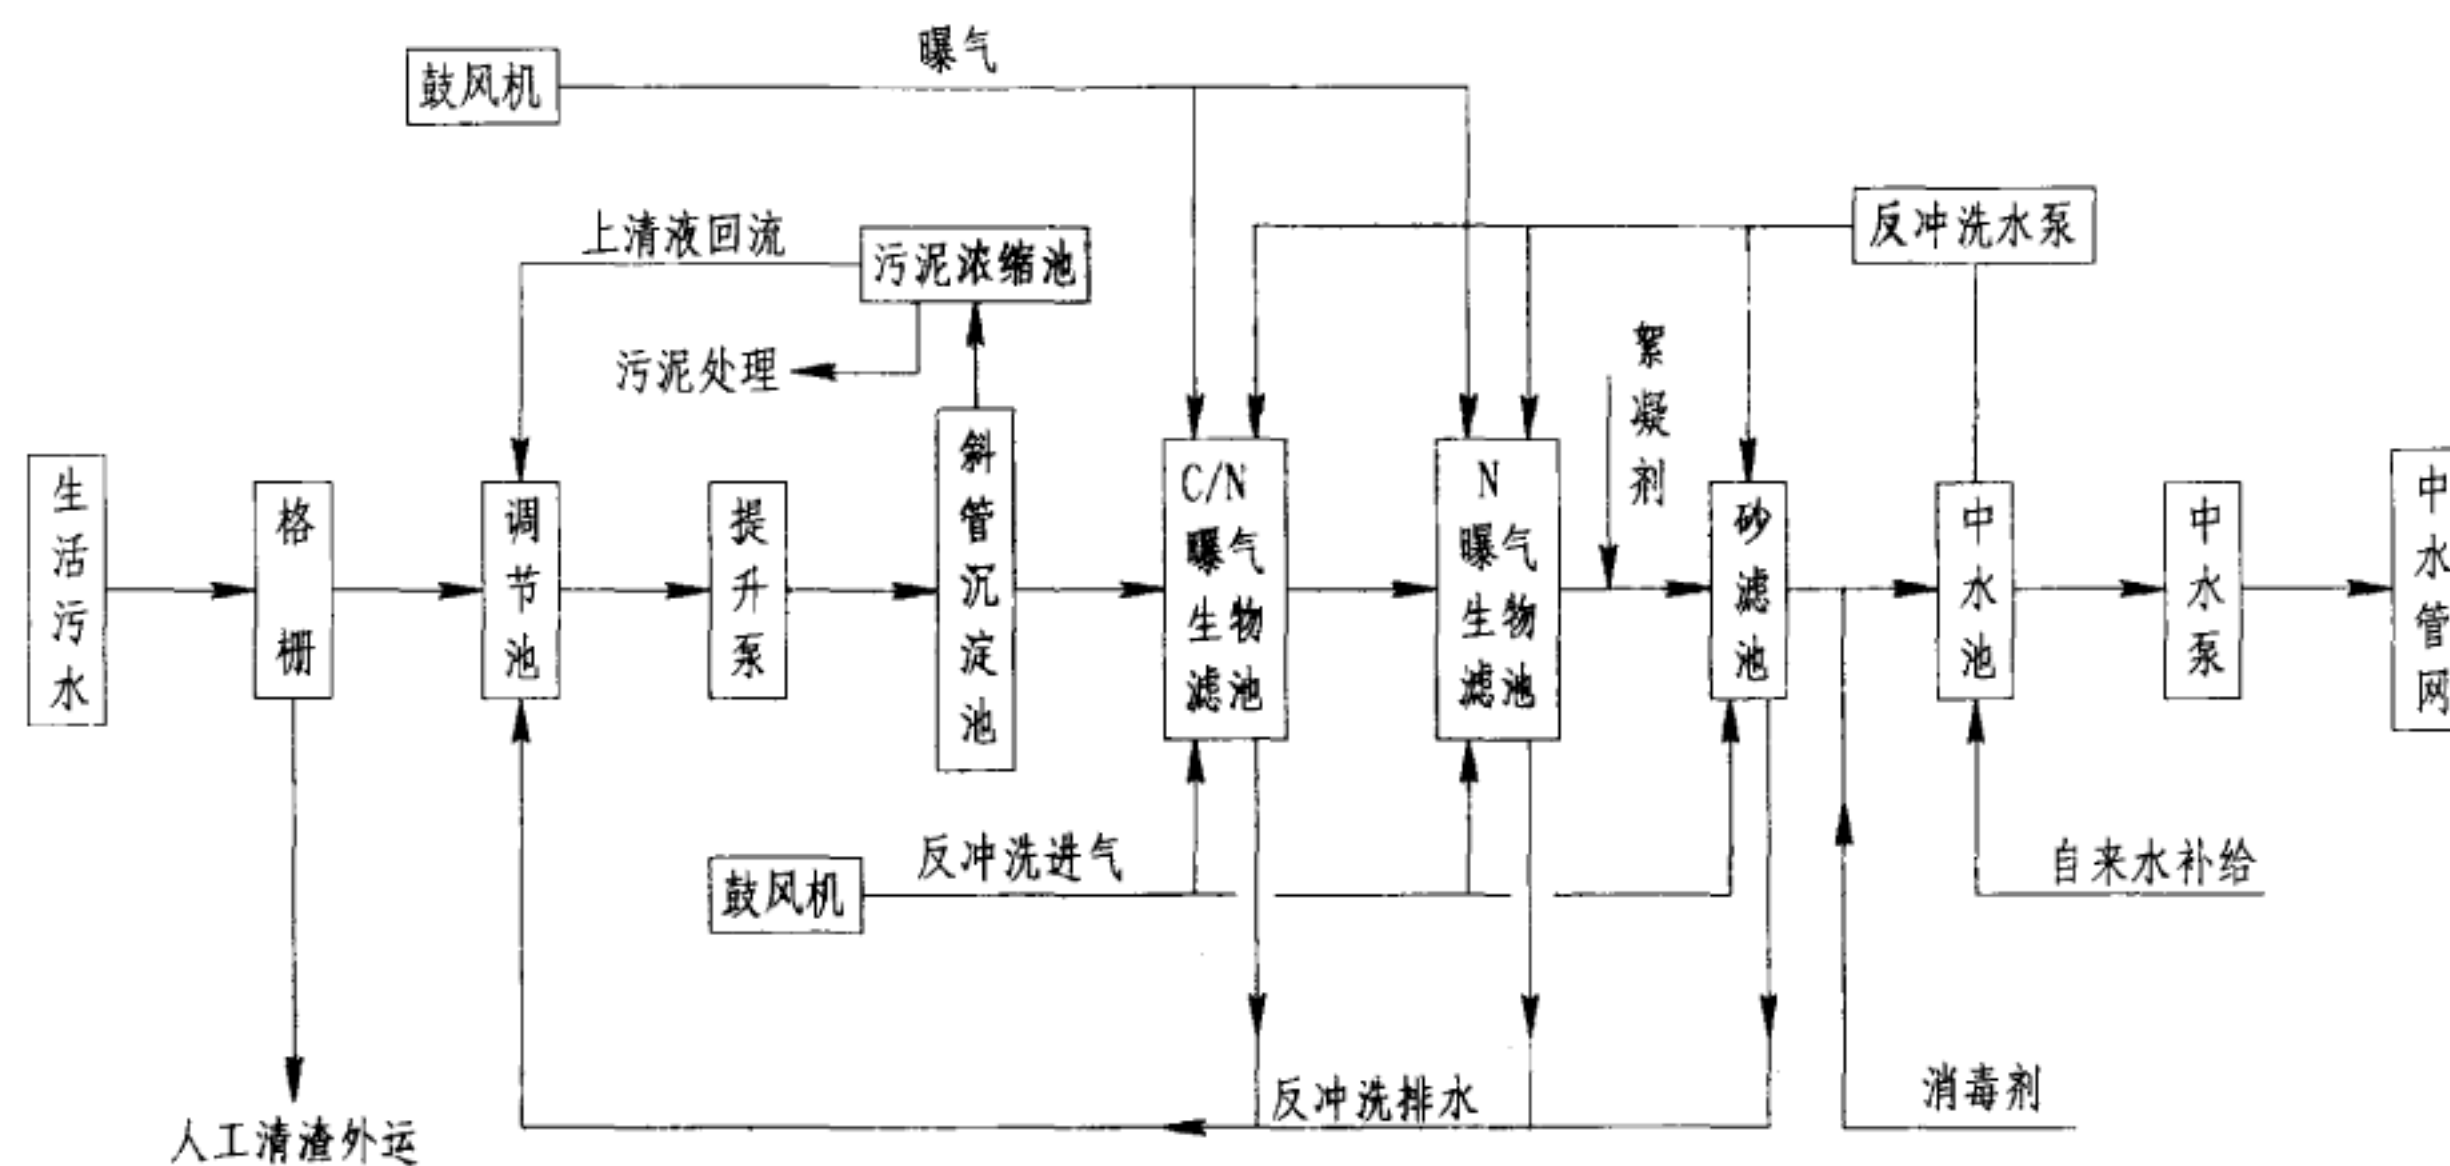 曝气
鼓风机
上清液回流
污泥浓缩池
反冲洗水泵
污泥处理
絮凝剂
生活污水
格栅
调节池
提升泵
斜管沉淀池
C/N
曝气
生物
滤池
N
曝气
生物
滤池
砂滤池
中水池
中水泵
中水管网
反冲洗进气
鼓风机
自来水补给
反冲洗排水
消毒剂
人工清渣外运